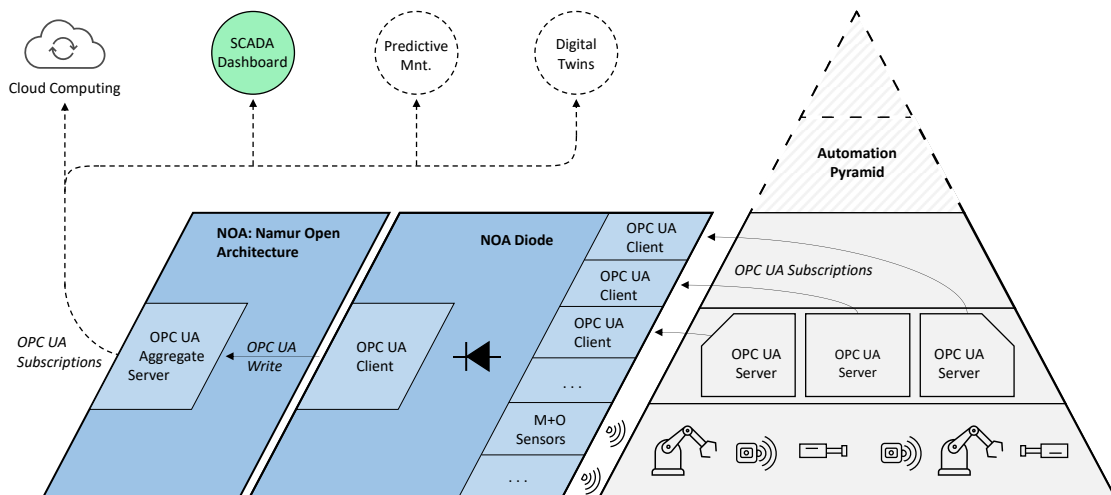 Cloud Computing
SCADA
Dashboard
Predictive
Mnt.
Digital
Twins
Automation
Pyramid
NOA: Namur Open
Architecture
NOA Diode
OPC UA
Client
OPC UA
Client
OPC UA
Client
. . .
M+O
Sensors
. . .
OPC UA Subscriptions
OPC UA
Subscriptions
OPC UA
Aggregate
Server
OPC UA
Write
OPC UA
Client
OPC UA
Server
OPC UA
Server
OPC UA
Server